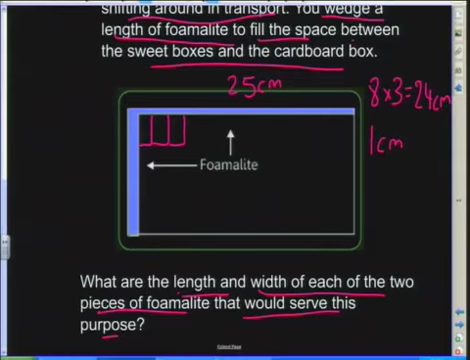 shifting around in transport. You wedge a
length of foamalite to fill the space between
the sweet boxes and the cardboard box.
25cm
8x3=24cm
1cm
Foamalite
What are the length and width of each of the two
pieces of foamalite that would serve this
purpose?